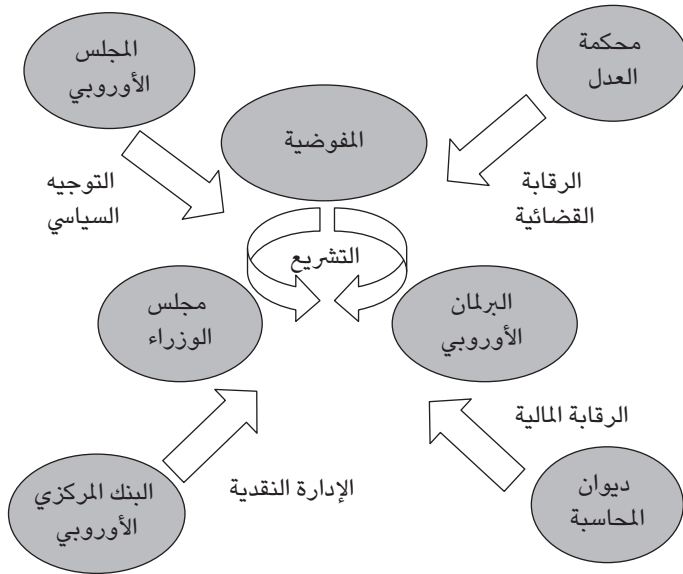 محكمة
العدل
المجلس
الأوروبي
المفوضية
الرقابة
القضائية
التوجيه
السياسي
التشريع
البرلمان
الأوروبي
مجلس
الوزراء
الرقابة المالية
الإدارة النقدية
ديوان
المحاسبة
البنك المركزي
الأوروبي